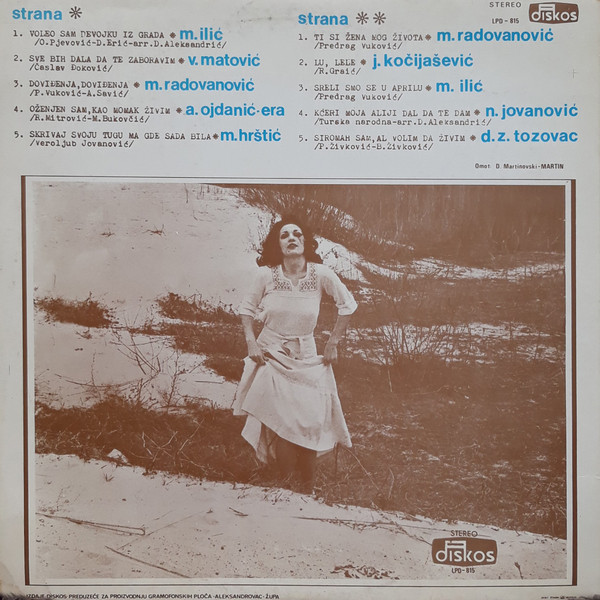 STEREO
LPD - 815
diskos
strana *
1. VOLEO SAM DEVOJKU IZ GRADA * m.ilić
/O.Pjevović-D.Erić-arr.D.Aleksandrić/
2. SVE BIH DALA DA TE ZABORAVIM * v.matović
/Časlav Đoković/
3. DOVIĐENJA,DOVIĐENJA * m.radovanović
/P.Vuković-A.Savić/
4. OŽENJEN SAM,KAO MOMAK ŽIVIM * a.ojdanić-era
/R.Mitrović-M.Bukovčić/
5. SKRIVAJ SVOJU TUGU MA GDE SADA BILA * m.hrštić
/Veroljub Jovanović/
strana * *
1. TI SI ŽENA MOG ŽIVOTA * m.radovanović
/Predrag Vuković/
2. LU, LELE * j.kočijašević
/R.Graić/
3. SRELI SMO SE U APRILU * m. ilić
/Predrag Vuković/
4. KĆERI MOJA ALIJI DAL DA TE DAM * n.jovanović
/Turska narodna-arr.D.Aleksandrić/
5. SIROMAH SAM,AL VOLIM DA ŽIVIM * d.z.tozovac
/P.Živković-B.Živković/
Omot D. Martinovski-MARTIN
STEREO
diskos
LPD - 815
IZDAJE DISKOS-PREDUZEĆE ZA PROIZVODNJU GRAMOFONSKIH PLOČA-ALEKSANDROVAC-ŽUPA